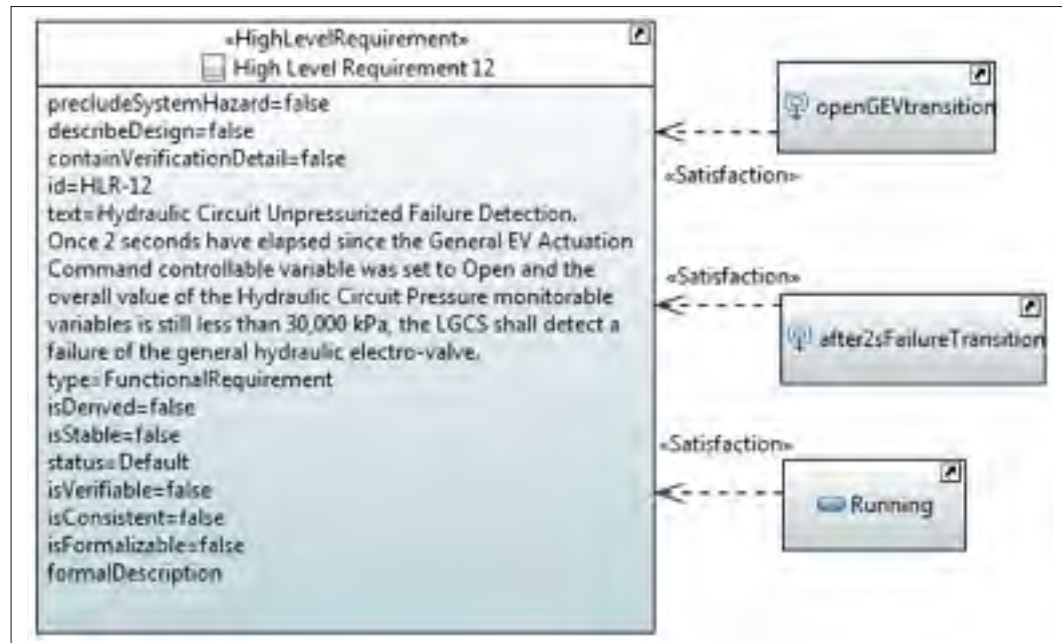 «HighLevelRequirement»
High Level Requirement 12
precludeSystemHazard=false
describeDesign=false
containVerificationDetail=false
id=HLR-12
text=Hydraulic Circuit Unpressurized Failure Detection.
Once 2 seconds have elapsed since the General EV Actuation
Command controllable variable was set to Open and the
overall value of the Hydraulic Circuit Pressure monitorable
variables is still less than 30,000 kPa, the LGCS shall detect a
failure of the general hydraulic electro-valve.
type=FunctionalRequirement
isDerived=false
isStable=false
status=Default
isVerifiable=false
isConsistent=false
isFormalizable=false
formalDescription
openGEVtransition
«Satisfaction»
«Satisfaction»
after2sFailureTransition
«Satisfaction»
Running